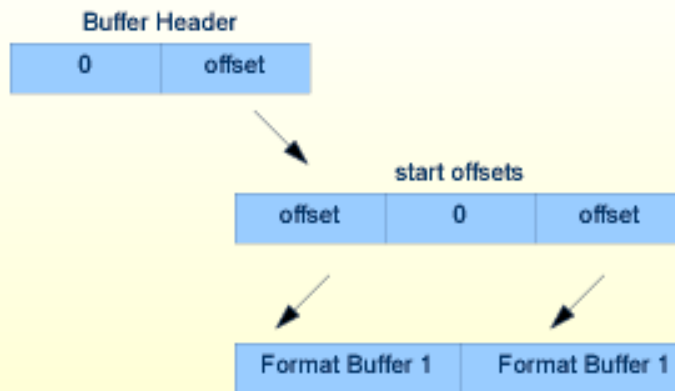 Buffer Header
0 offset
start offsets
offset 0 offset
Format Buffer 1 Format Buffer 1